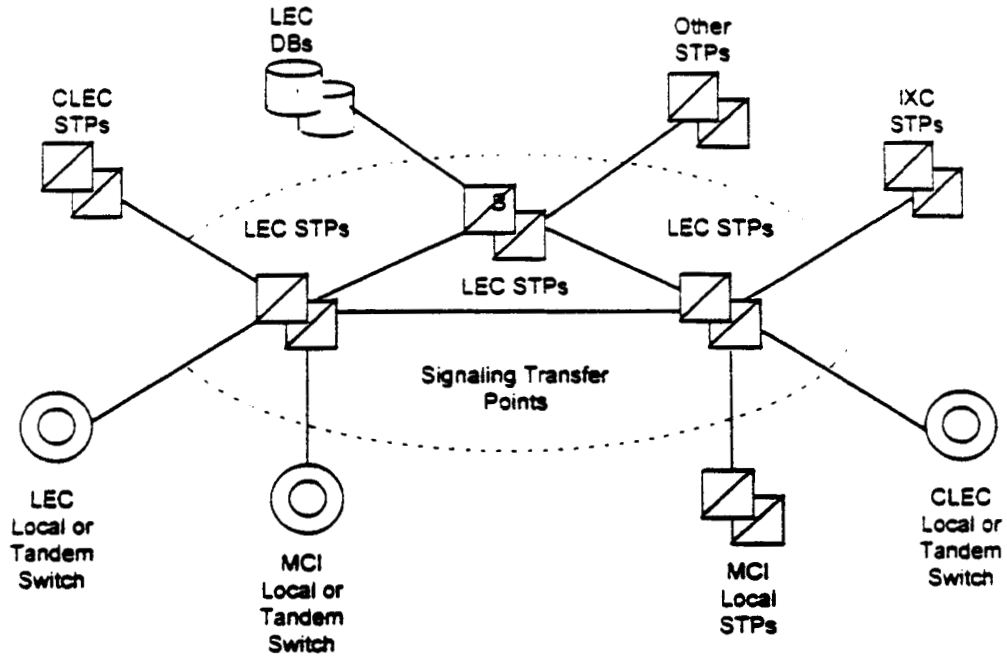 LEC
DBs
Other
STPs
CLEC
STPs
IXC
STPs
S
LEC STPs
LEC STPs
LEC STPs
Signaling Transfer
Points
LEC
Local or
Tandem
Switch
MCI
Local or
Tandem
Switch
MCI
Local
STPs
CLEC
Local or
Tandem
Switch